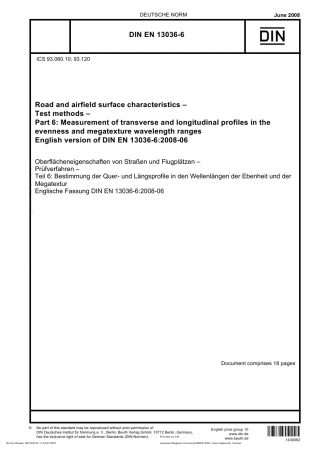 DEUTSCHE NORM
June 2008
DIN EN 13036-6
DIN
ICS 93.080.10; 93.120
Road and airfield surface characteristics –
Test methods –
Part 6: Measurement of transverse and longitudinal profiles in the
evenness and megatexture wavelength ranges
English version of DIN EN 13036-6:2008-06
Oberflächeneigenschaften von Straßen und Flugplätzen –
Prüfverfahren –
Teil 6: Bestimmung der Quer- und Längsprofile in den Wellenlängen der Ebenheit und der
Megatextur
Englische Fassung DIN EN 13036-6:2008-06
Document comprises 18 pages
© No part of this standard may be reproduced without prior permission of
DIN Deutsches Institut für Normung e. V., Berlin. Beuth Verlag GmbH, 10772 Berlin, Germany,
has the exclusive right of sale for German Standards (DIN-Normen).
English price group 10
www.din.de
www.beuth.de